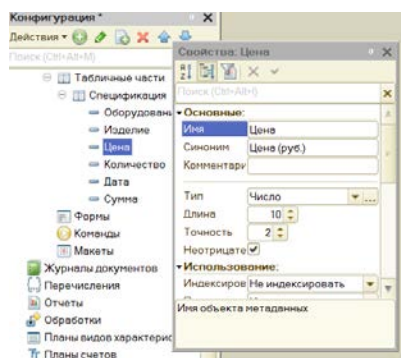 Конфигурация *
Действия
Поиск (Ctrl+Alt+M)
Табличные части
Спецификация
Оборудован
Изделие
Цена
Количество
Дата
Сумма
Формы
Команды
Макеты
Журналы документов
Перечисления
Отчеты
Обработки
Планы видов характерис
Планы счетов
Свойства: Цена
Поиск (Ctrl+Alt+I)
Основные:
Имя Цена
Синоним Цена (руб.)
Комментари
Тип Число
Длина 10
Точность 2
Неотрицате
Использование:
Индексиров Не индексировать
Имя объекта метаданных